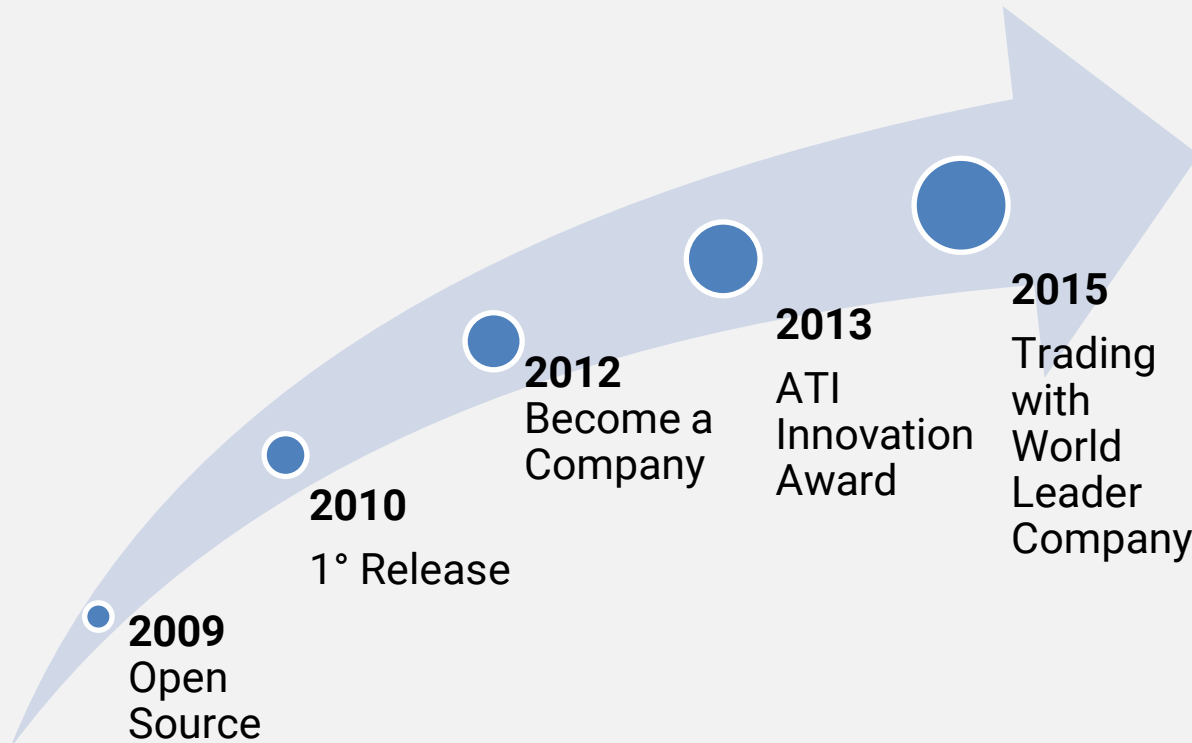 2009
Open
Source
2010
1° Release
2012
Become a
Company
2013
ATI
Innovation
Award
2015
Trading
with
World
Leader
Company